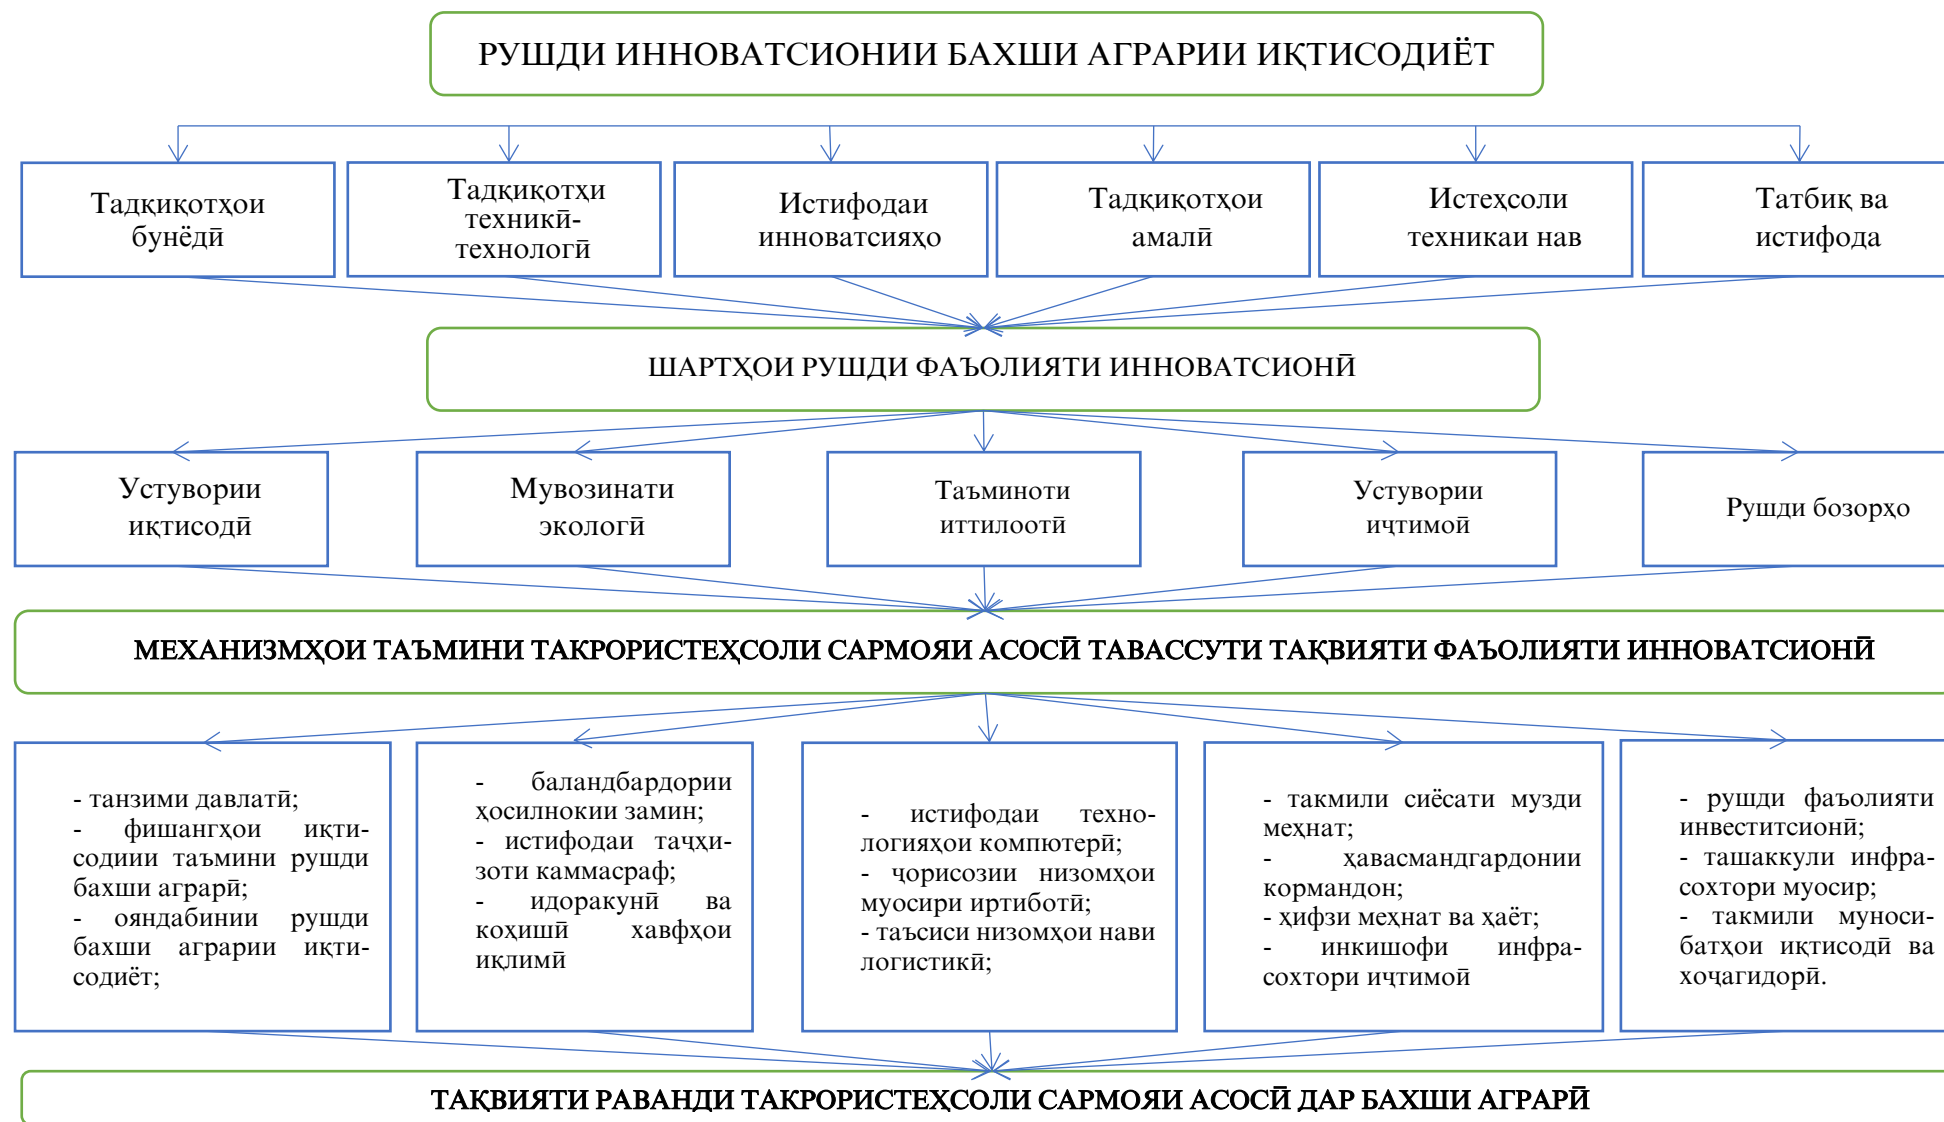 РУШДИ ИННОВАТСИОНИИ БАХШИ АГРАРИИ ИҚТИСОДИЁТ
Тадқиқотҳои
бунёдӣ
Тадқиқотҳи
техникӣ-
технологӣ
Истифодаи
инноватсияҳо
Тадқиқотҳои
амалӣ
Истеҳсоли
техникаи нав
Татбиқ ва
истифода
ШАРТҲОИ РУШДИ ФАЪОЛИЯТИ ИННОВАТСИОНӢ
Устувории
иқтисодӣ
Мувозинати
экологӣ
Таъминоти
иттилоотӣ
Устувории
иҷтимоӣ
Рушди бозорҳо
МЕХАНИЗМҲОИ ТАЪМИНИ ТАКРОРИСТЕҲСОЛИ САРМОЯИ АСОСӢ ТАВАССУТИ ТАҚВИЯТИ ФАЪОЛИЯТИ ИННОВАТСИОНӢ
- танзими давлатӣ;
- фишангҳои иқти-
содиии таъмини рушди
бахши аграрӣ;
- ояндабинии рушди
бахши аграрии иқти-
содиёт;
- баландбардории
ҳосилнокии замин;
- истифодаи таҷҳи-
зоти каммасраф;
- идоракунӣ ва
коҳишӣ хавфҳои
иқлимӣ
- истифодаи техно-
логияҳои компютерӣ;
- ҷорисозии низомҳои
муосири иртиботӣ;
- таъсиси низомҳои нави
логистикӣ;
- такмили сиёсати музди
меҳнат;
- ҳавасмандгардонии
кормандон;
- ҳифзи меҳнат ва ҳаёт;
- инкишофи инфра-
сохтори иҷтимоӣ
- рушди фаъолияти
инвеститсионӣ;
- ташаккули инфра-
сохтори муосир;
- такмили муноси-
батҳои иқтисодӣ ва
хоҷагидорӣ.
ТАҚВИЯТИ РАВАНДИ ТАКРОРИСТЕҲСОЛИ САРМОЯИ АСОСӢ ДАР БАХШИ АГРАРӢ